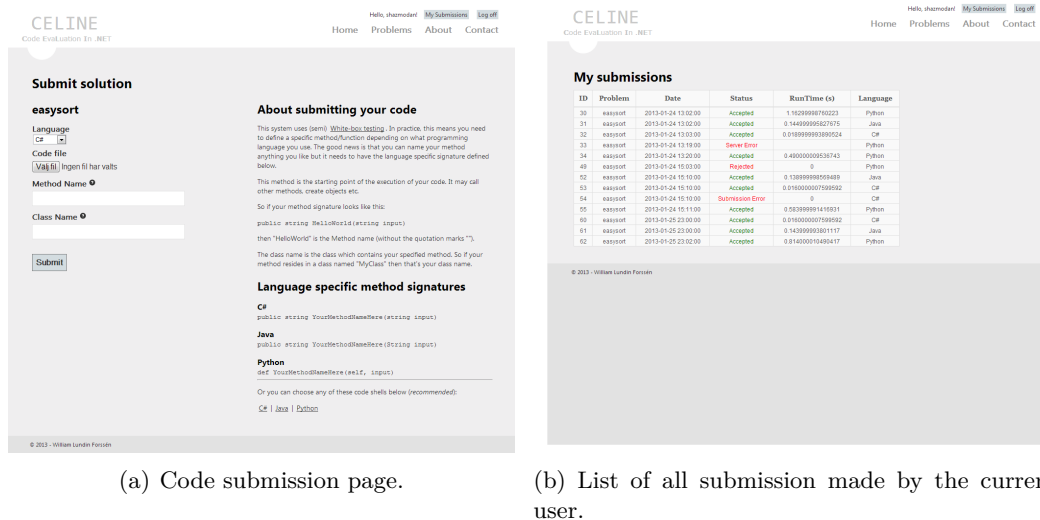 Hello, shazmodan! My Submissions Log off
CELINE
Code EvaLuation In .NET
Home Problems About Contact
Submit solution
easysort
Language
C#
Code file
Välj fil Ingen fil har valts
Method Name
Class Name
Submit
About submitting your code
This system uses (semi) White-box testing . In practice, this means you need
to define a specific method/function depending on what programming
language you use. The good news is that you can name your method
anything you like but it needs to have the language specific signature defined
below.
This method is the starting point of the execution of your code. It may call
other methods, create objects etc.
So if your method signature looks like this:
public string HelloWorld(string input)
then "HelloWorld" is the Method name (without the quotation marks "").
The class name is the class which contains your specified method. So if your
method resides in a class named "MyClass" then that's your class name.
Language specific method signatures
C#
public string YourMethodNameHere(string input)
Java
public string YourMethodNameHere(String input)
Python
def YourMethodNameHere(self, input)
Or you can choose any of these code shells below (recommended):
C# | Java | Python
© 2013 - William Lundin Forssén
(a) Code submission page.
Hello, shazmodan! My Submissions Log off
CELINE
Code EvaLuation In .NET
Home Problems About Contact
My submissions
ID Problem Date Status RunTime (s) Language
30 easysort 2013-01-24 13:02:00 Accepted 1.16299998760223 Python
31 easysort 2013-01-24 13:02:00 Accepted 0.144999995827675 Java
32 easysort 2013-01-24 13:03:00 Accepted 0.0189999993890524 C#
33 easysort 2013-01-24 13:19:00 Server Error Python
34 easysort 2013-01-24 13:20:00 Accepted 0.490000009536743 Python
49 easysort 2013-01-24 15:03:00 Rejected 0 Python
52 easysort 2013-01-24 15:10:00 Accepted 0.138999998569489 Java
53 easysort 2013-01-24 15:10:00 Accepted 0.0160000007599592 C#
54 easysort 2013-01-24 15:10:00 Submission Error 0 C#
55 easysort 2013-01-24 15:11:00 Accepted 0.583999991416931 Python
60 easysort 2013-01-25 23:00:00 Accepted 0.0160000007599592 C#
61 easysort 2013-01-25 23:00:00 Accepted 0.143999993801117 Java
62 easysort 2013-01-25 23:02:00 Accepted 0.814000010490417 Python
© 2013 - William Lundin Forssén
(b) List of all submission made by the curren
user.